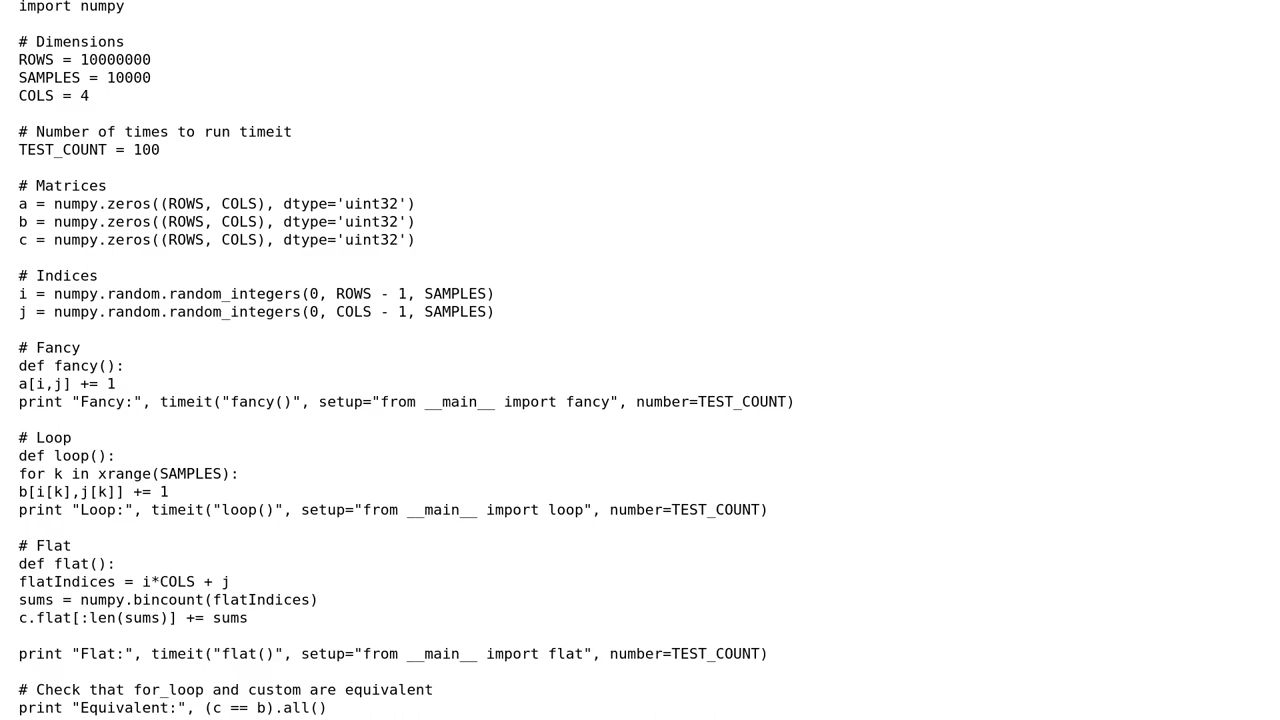 import numpy
# Dimensions
ROWS = 10000000
SAMPLES = 10000
COLS = 4
# Number of times to run timeit
TEST_COUNT = 100
# Matrices
a = numpy.zeros((ROWS, COLS), dtype='uint32')
b = numpy.zeros((ROWS, COLS), dtype='uint32')
c = numpy.zeros((ROWS, COLS), dtype='uint32')
# Indices
i = numpy.random.random_integers(0, ROWS - 1, SAMPLES)
j = numpy.random.random_integers(0, COLS - 1, SAMPLES)
# Fancy
def fancy():
a[i,j] += 1
print "Fancy:", timeit("fancy()", setup="from __main__ import fancy", number=TEST_COUNT)
# Loop
def loop():
for k in xrange(SAMPLES):
b[i[k],j[k]] += 1
print "Loop:", timeit("loop()", setup="from __main__ import loop", number=TEST_COUNT)
# Flat
def flat():
flatIndices = i*COLS + j
sums = numpy.bincount(flatIndices)
c.flat[:len(sums)] += sums
print "Flat:", timeit("flat()", setup="from __main__ import flat", number=TEST_COUNT)
# Check that for_loop and custom are equivalent
print "Equivalent:", (c == b).all()